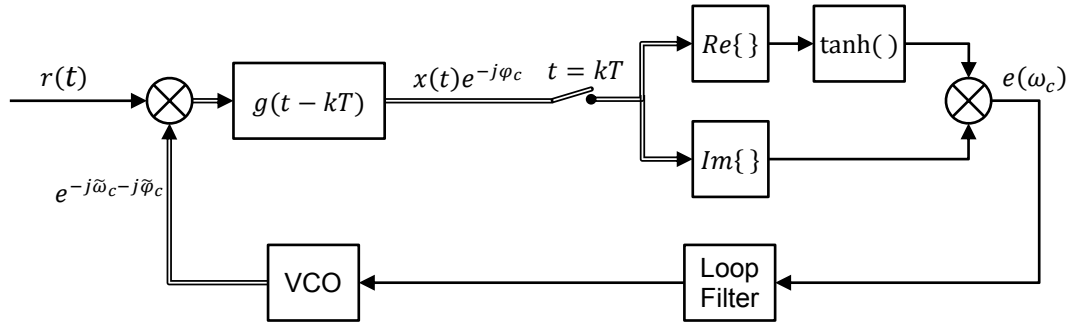 r(t)
g(t − kT)
x(t)e^{−jφ_c}
t = kT
Re{ }
tanh( )
e(ω_c)
Im{ }
e^{−jω̃_c−jφ̃_c}
VCO
Loop
Filter